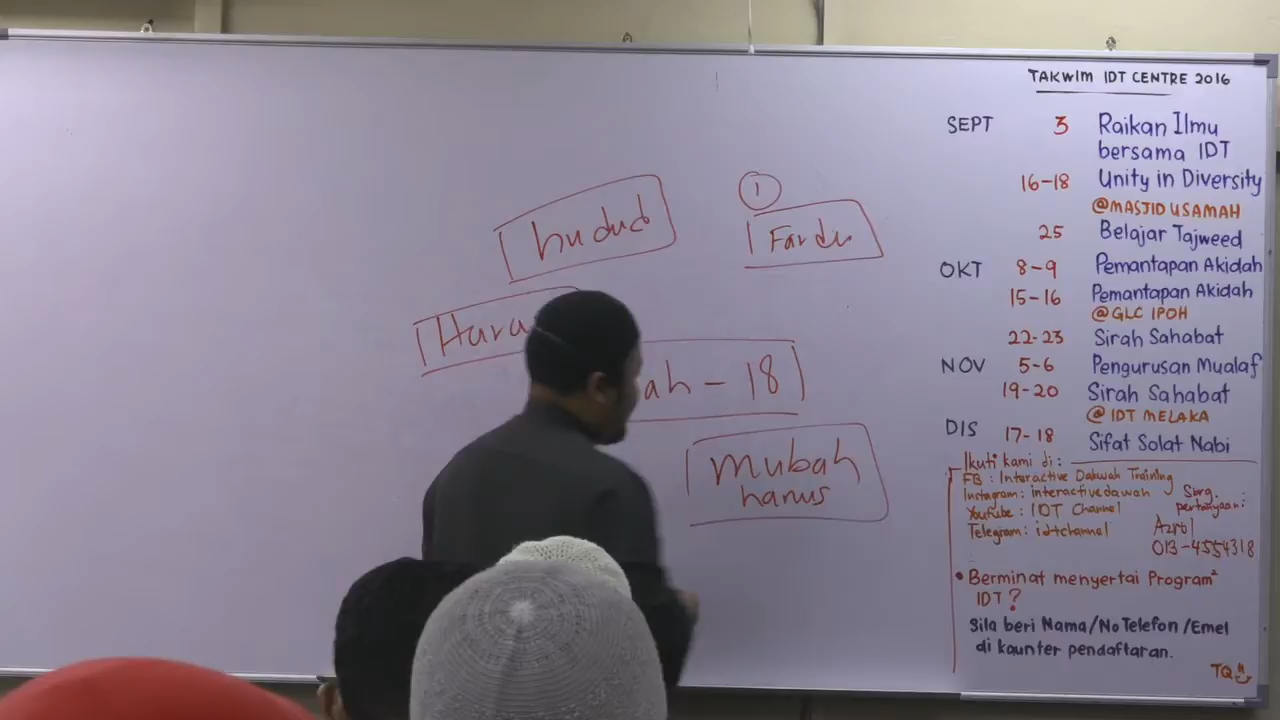 TAKWIM IDT CENTRE 2016
SEPT 3 Raikan Ilmu
bersama IDT
16-18 Unity in Diversity
@MASJID USAMAH
25 Belajar Tajweed
OKT 8-9 Pemantapan Akidah
15-16 Pemantapan Akidah
@GLC IPOH
22-23 Sirah Sahabat
NOV 5-6 Pengurusan Mualaf
19-20 Sirah Sahabat
@ IDT MELAKA
DIS 17-18 Sifat Solat Nabi
Ikuti kami di:
FB: Interactive Dakwah Training
Instagram: interactivedawah
Youtube: IDT Channel
Telegram: idtchannel
Sbrg.
pertanyaan:
Azrol
013-4554318
• Berminat menyertai Program²
IDT?
Sila beri Nama/No Telefon/Emel
di kaunter pendaftaran.
TQ
hudud
1
Fardu
Hara
ah - 18
mubah
harus